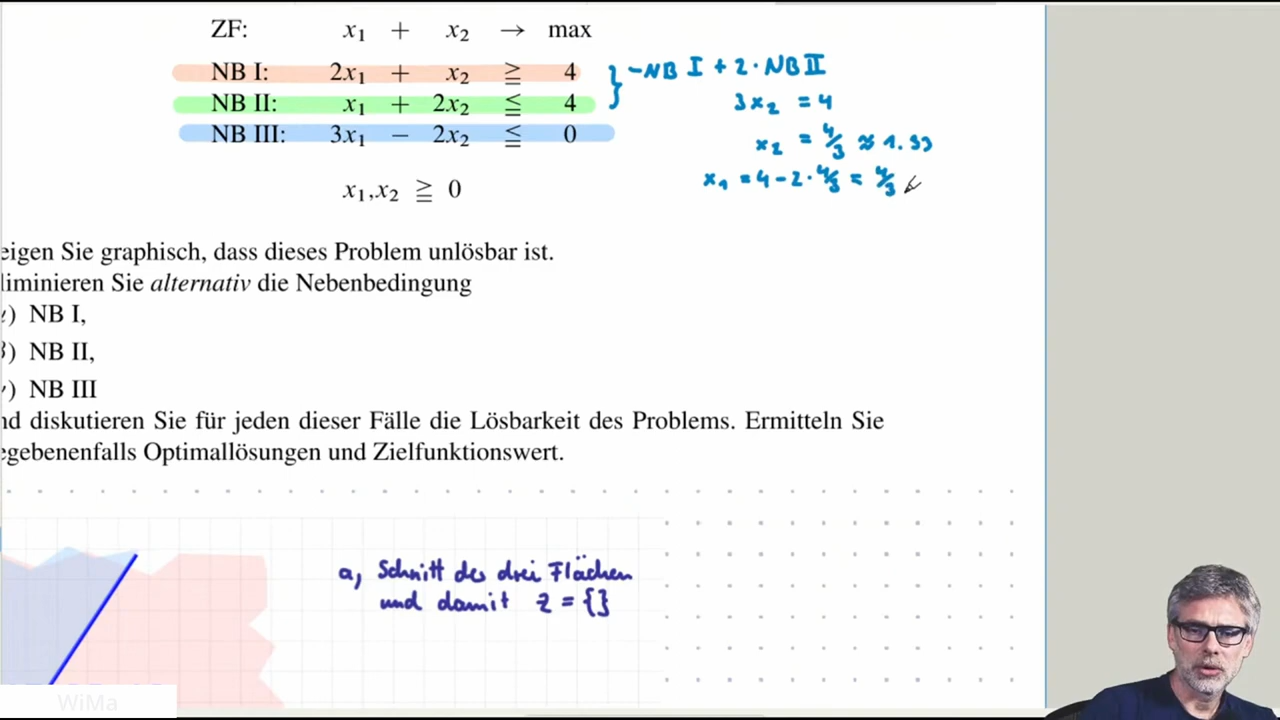 ZF: x₁ + x₂ → max
NB I: 2x₁ + x₂ ≧ 4
NB II: x₁ + 2x₂ ≦ 4
NB III: 3x₁ − 2x₂ ≦ 0
x₁,x₂ ≧ 0
} -NB I + 2 · NB II
3x₂ = 4
x₂ = 4/3 ≈ 1.33
x₁ = 4 - 2 · 4/3 = 4/3
eigen Sie graphisch, dass dieses Problem unlösbar ist.
liminieren Sie alternativ die Nebenbedingung
) NB I,
) NB II,
) NB III
nd diskutieren Sie für jeden dieser Fälle die Lösbarkeit des Problems. Ermitteln Sie
egebenenfalls Optimallösungen und Zielfunktionswert.
a, Schnitt der drei Flächen
und damit Z = {}
WiMa